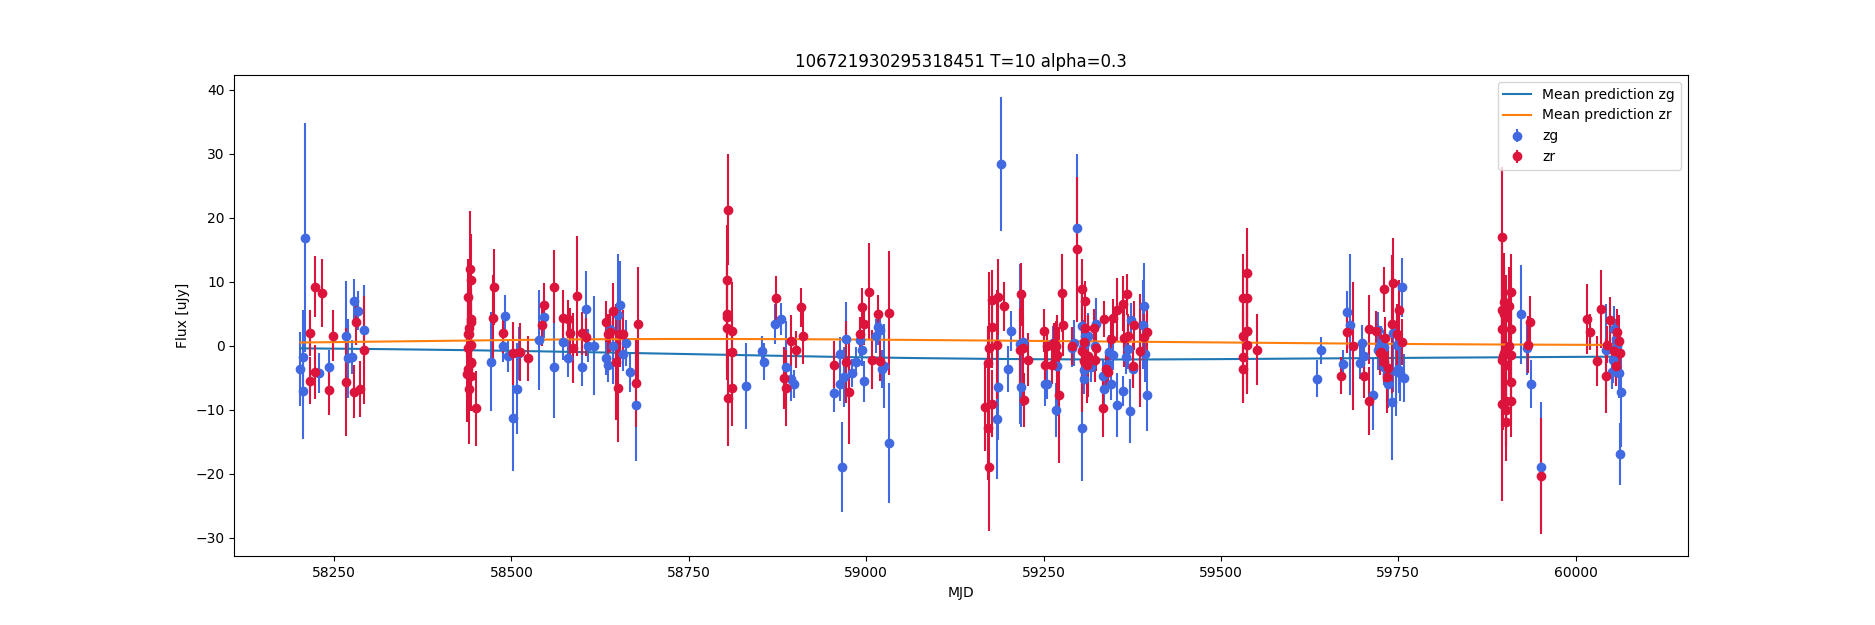 106721930295318451 T=10 alpha=0.3
Flux [uJy]
40
30
20
10
0
−10
−20
−30
Mean prediction zg
Mean prediction zr
zg
zr
58250 58500 58750 59000 59250 59500 59750 60000
MJD